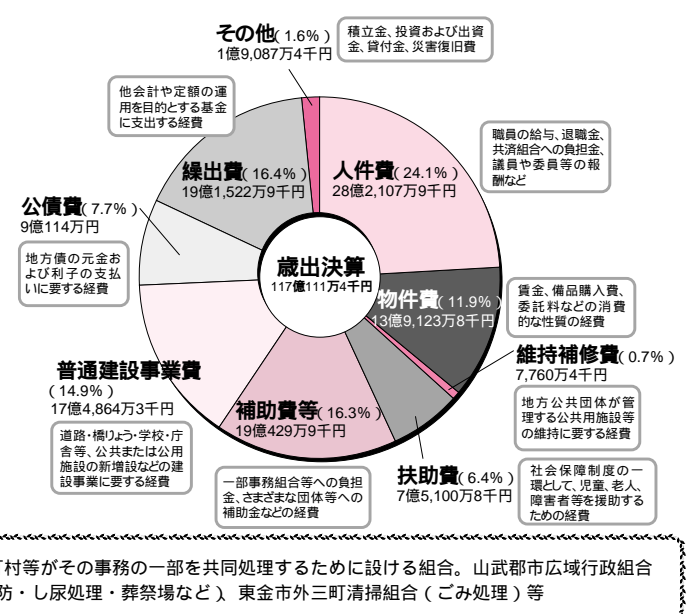 その他(1.6%)
1億9,087万4千円
積立金、投資および出資
金、貸付金、災害復旧費
他会計や定額の運
用を目的とする基金
に支出する経費
繰出費(16.4%)
19億1,522万9千円
人件費(24.1%)
28億2,107万9千円
職員の給与、退職金、
共済組合への負担金、
議員や委員等の報
酬など
公債費(7.7%)
9億114万円
地方債の元金お
よび利子の支払
いに要する経費
歳出決算
117億111万4千円
物件費(11.9%)
13億9,123万8千円
賃金、備品購入費、
委託料などの消費
的な性質の経費
維持補修費(0.7%)
7,760万4千円
地方公共団体が管
理する公共用施設等
の維持に要する経費
普通建設事業費
(14.9%)
17億4,864万3千円
道路・橋りょう・学校・庁
舎等、公共または公用
施設の新増設などの建
設事業に要する経費
補助費等(16.3%)
19億429万9千円
一部事務組合等への負担
金、さまざまな団体等への
補助金などの経費
扶助費(6.4%)
7億5,100万8千円
社会保障制度の一
環として、児童、老人、
障害者等を援助する
ための経費
村等がその事務の一部を共同処理するために設ける組合。山武郡市広域行政組合
防・し尿処理・葬祭場など)、東金市外三町清掃組合(ごみ処理)等